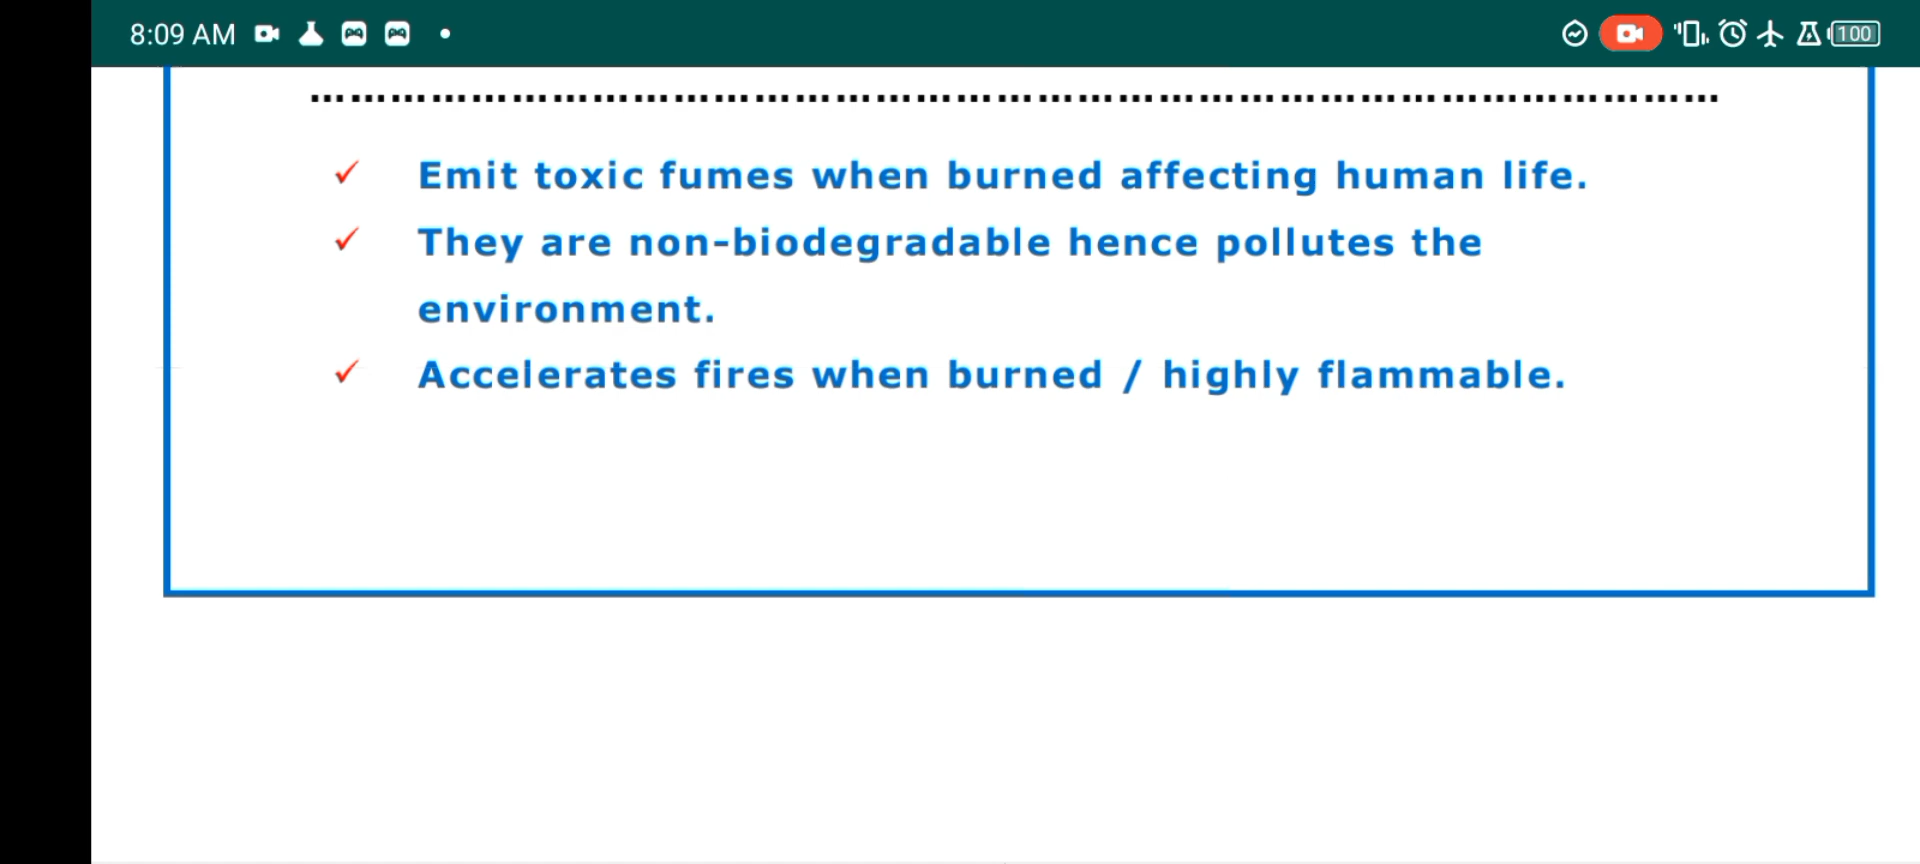 8:09 AM
100
........................................................................................................
✓ Emit toxic fumes when burned affecting human life.
✓ They are non-biodegradable hence pollutes the
environment.
✓ Accelerates fires when burned / highly flammable.